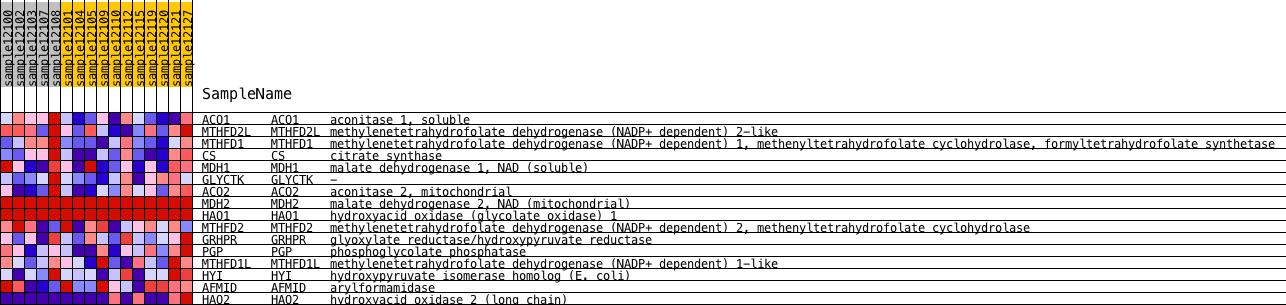 sample12100
sample12102
sample12103
sample12107
sample12108
sample12101
sample12104
sample12105
sample12109
sample12110
sample12112
sample12115
sample12119
sample12120
sample12121
sample12127
SampleName
ACO1 ACO1 aconitase 1, soluble
MTHFD2L MTHFD2L methylenetetrahydrofolate dehydrogenase (NADP+ dependent) 2-like
MTHFD1 MTHFD1 methylenetetrahydrofolate dehydrogenase (NADP+ dependent) 1, methenyltetrahydrofolate cyclohydrolase, formyltetrahydrofolate synthetase
CS CS citrate synthase
MDH1 MDH1 malate dehydrogenase 1, NAD (soluble)
GLYCTK GLYCTK -
ACO2 ACO2 aconitase 2, mitochondrial
MDH2 MDH2 malate dehydrogenase 2, NAD (mitochondrial)
HAO1 HAO1 hydroxyacid oxidase (glycolate oxidase) 1
MTHFD2 MTHFD2 methylenetetrahydrofolate dehydrogenase (NADP+ dependent) 2, methenyltetrahydrofolate cyclohydrolase
GRHPR GRHPR glyoxylate reductase/hydroxypyruvate reductase
PGP PGP phosphoglycolate phosphatase
MTHFD1L MTHFD1L methylenetetrahydrofolate dehydrogenase (NADP+ dependent) 1-like
HYI HYI hydroxypyruvate isomerase homolog (E. coli)
AFMID AFMID arylformamidase
HAO2 HAO2 hydroxyacid oxidase 2 (long chain)